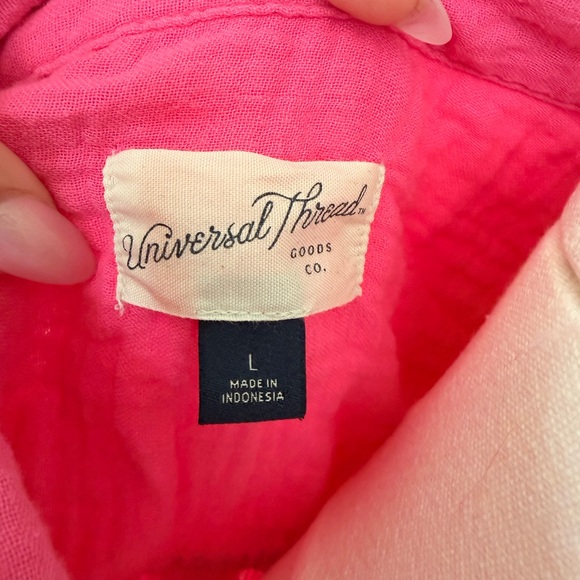 Universal Thread™
GOODS
CO.
L
MADE IN
INDONESIA